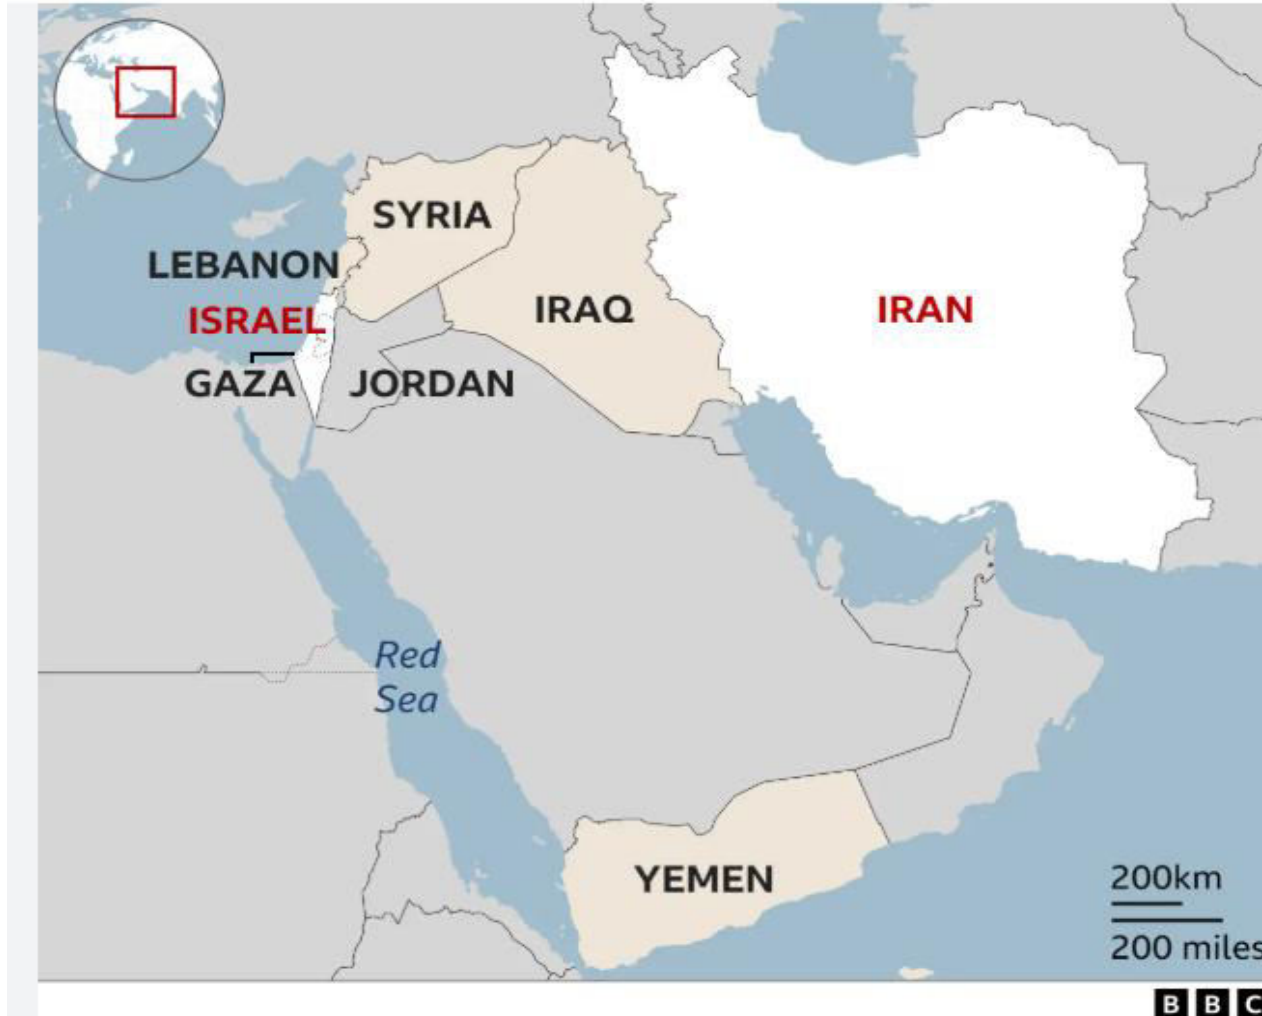 SYRIA
LEBANON
ISRAEL
IRAQ
IRAN
GAZA
JORDAN
Red
Sea
YEMEN
200km
200 miles
BBC